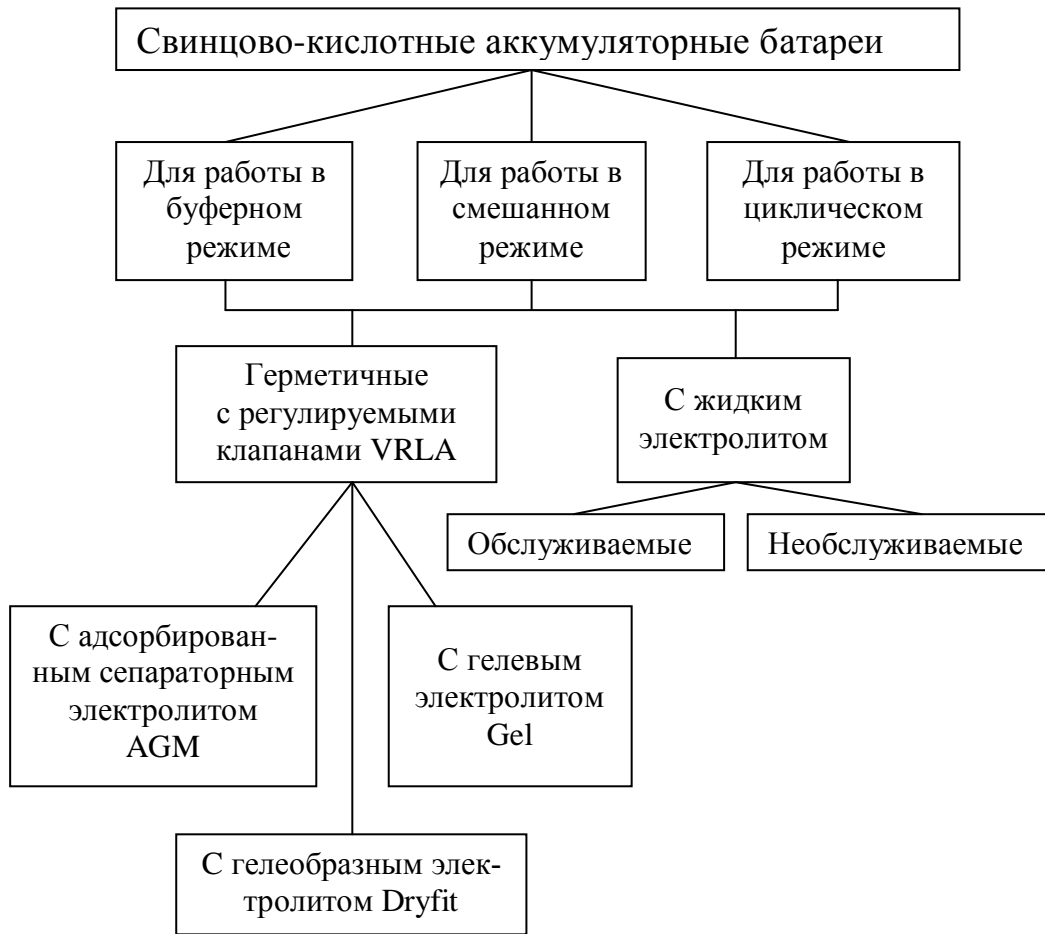 Свинцово-кислотные аккумуляторные батареи
Для работы в
буферном
режиме
Для работы в
смешанном
режиме
Для работы в
циклическом
режиме
Герметичные
с регулируемыми
клапанами VRLA
С жидким
электролитом
Обслуживаемые
Необслуживаемые
С адсорбирован-
ным сепараторным
электролитом
AGM
С гелевым
электролитом
Gel
С гелеобразным элек-
тролитом Dryfit